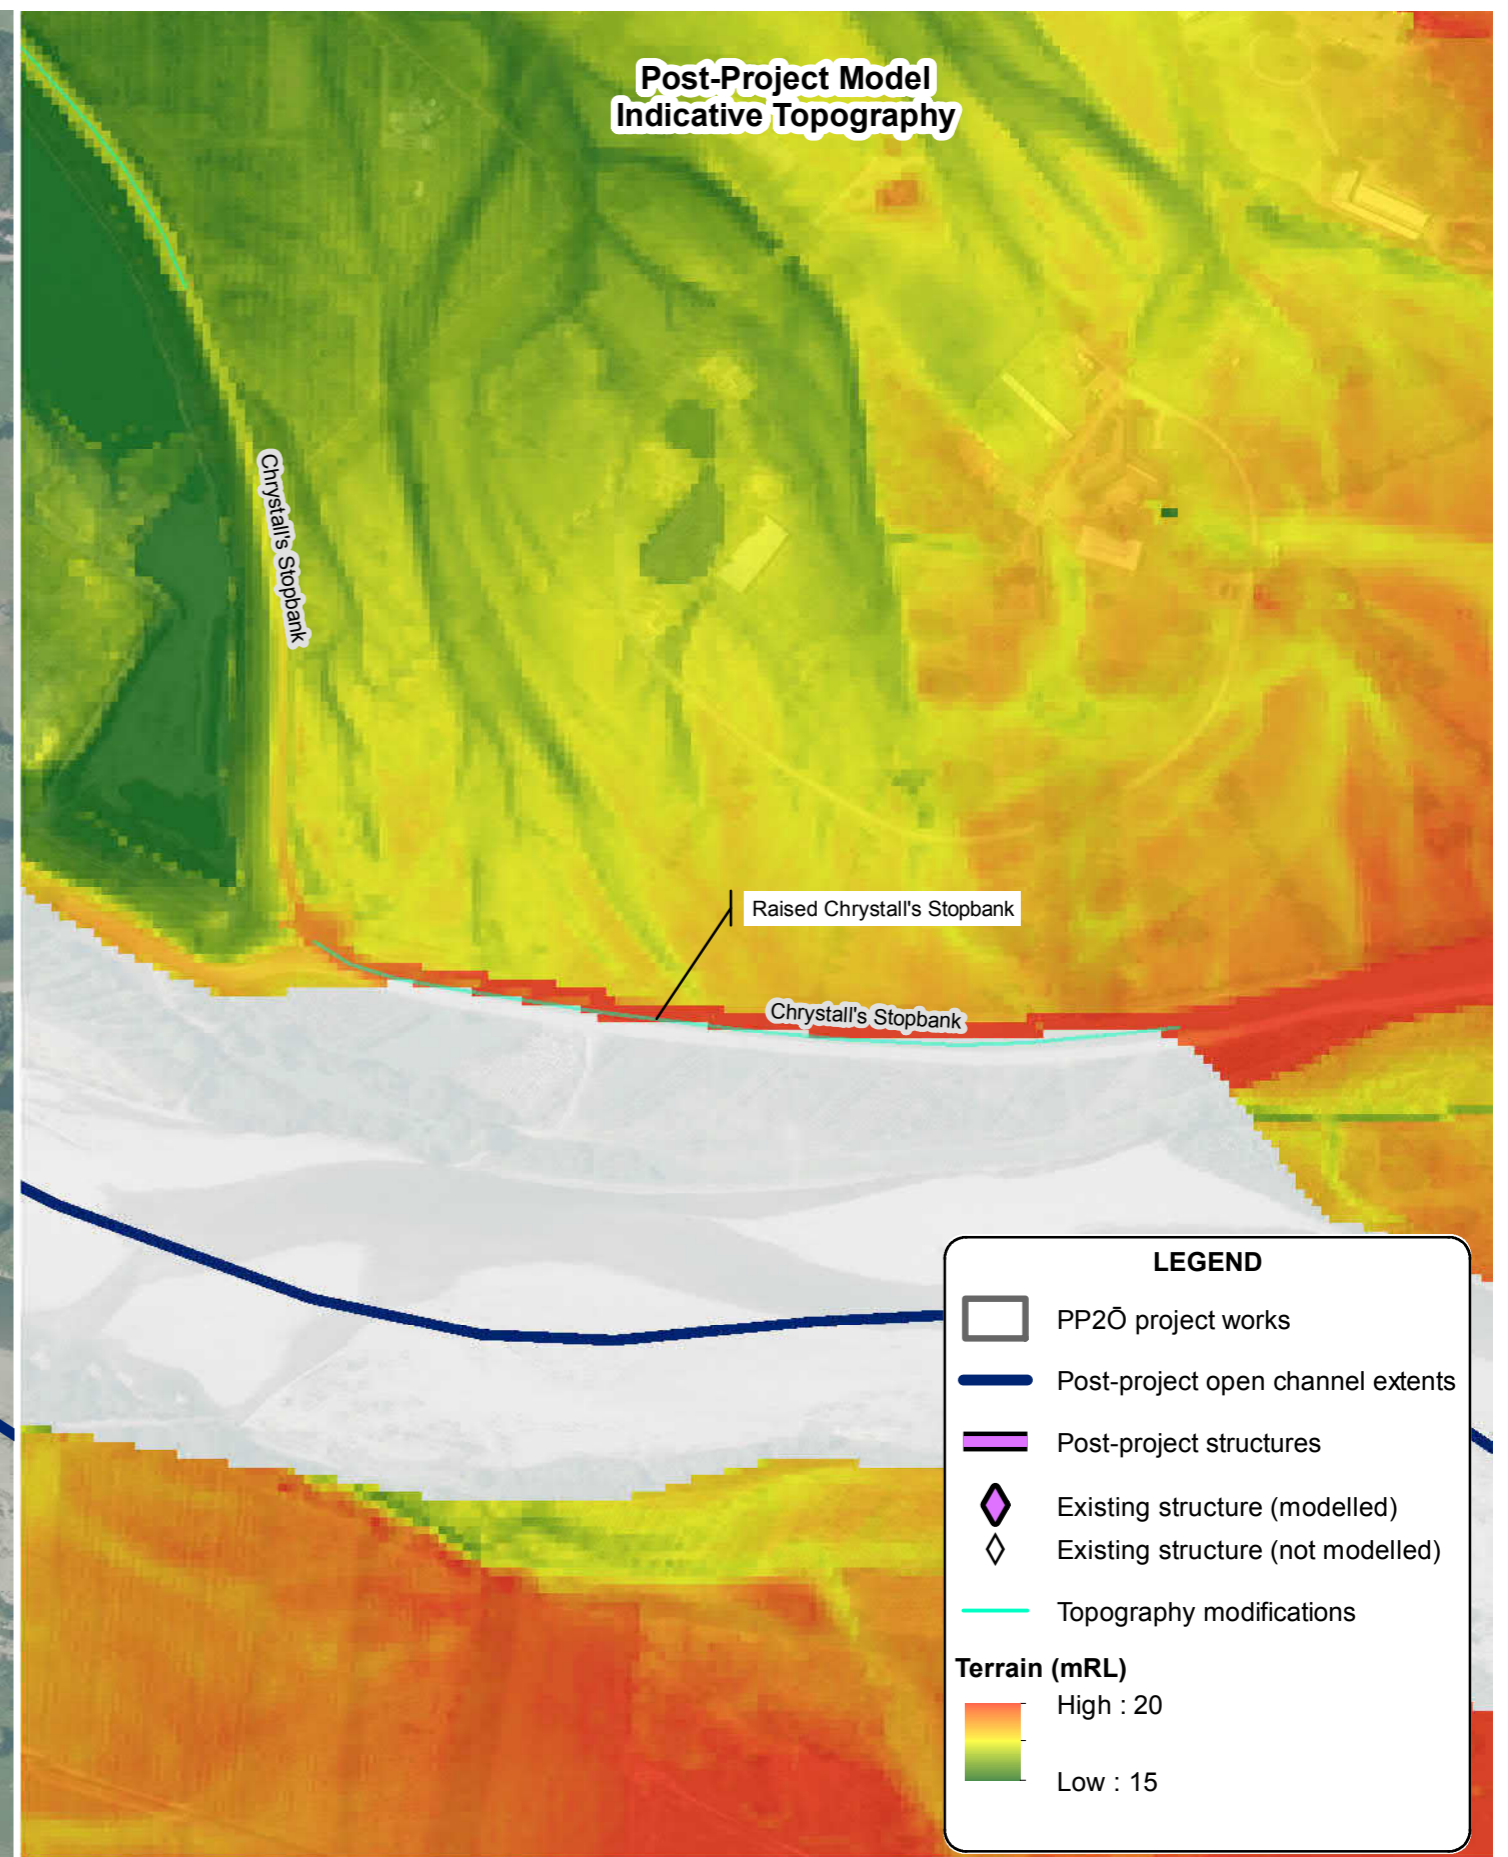 Post-Project Model
Indicative Topography
Chrystall's Stopbank
Raised Chrystall's Stopbank
Chrystall's Stopbank
LEGEND
PP2Ō project works
Post-project open channel extents
Post-project structures
Existing structure (modelled)
Existing structure (not modelled)
Topography modifications
Terrain (mRL)
High : 20
Low : 15